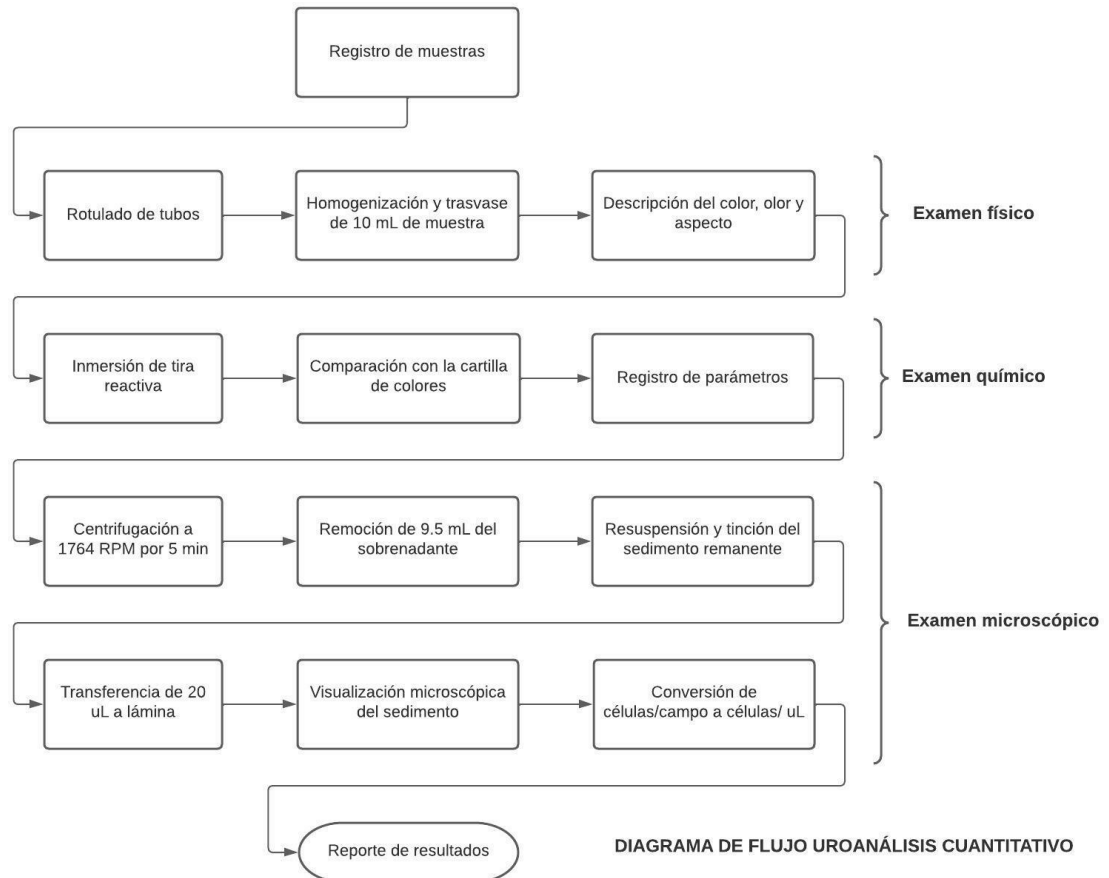 Registro de muestras
Rotulado de tubos
Homogenización y trasvase
de 10 mL de muestra
Descripción del color, olor y
aspecto
Examen físico
Inmersión de tira
reactiva
Comparación con la cartilla
de colores
Registro de parámetros
Examen químico
Centrifugación a
1764 RPM por 5 min
Remoción de 9.5 mL del
sobrenadante
Resuspensión y tinción del
sedimento remanente
Examen microscópico
Transferencia de 20
uL a lámina
Visualización microscópica
del sedimento
Conversión de
células/campo a células/ uL
Reporte de resultados
DIAGRAMA DE FLUJO UROANÁLISIS CUANTITATIVO